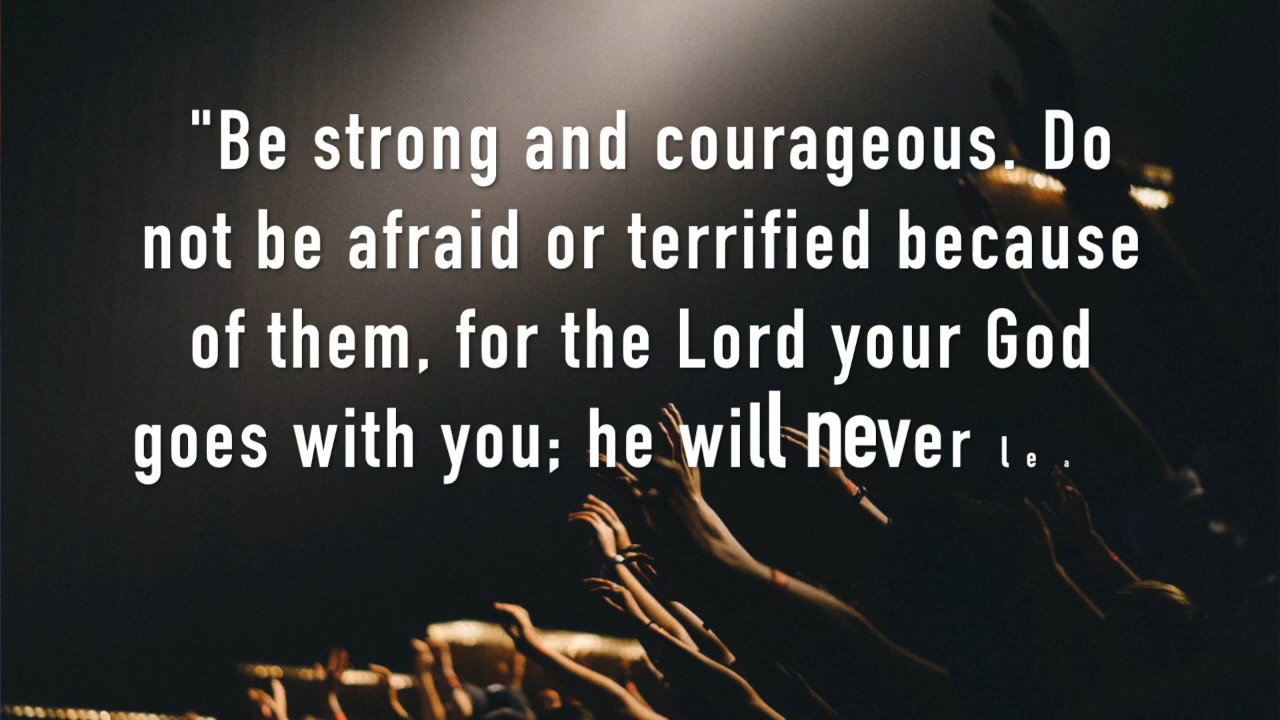 "Be strong and courageous. Do
not be afraid or terrified because
of them, for the Lord your God
goes with you; he will never lea